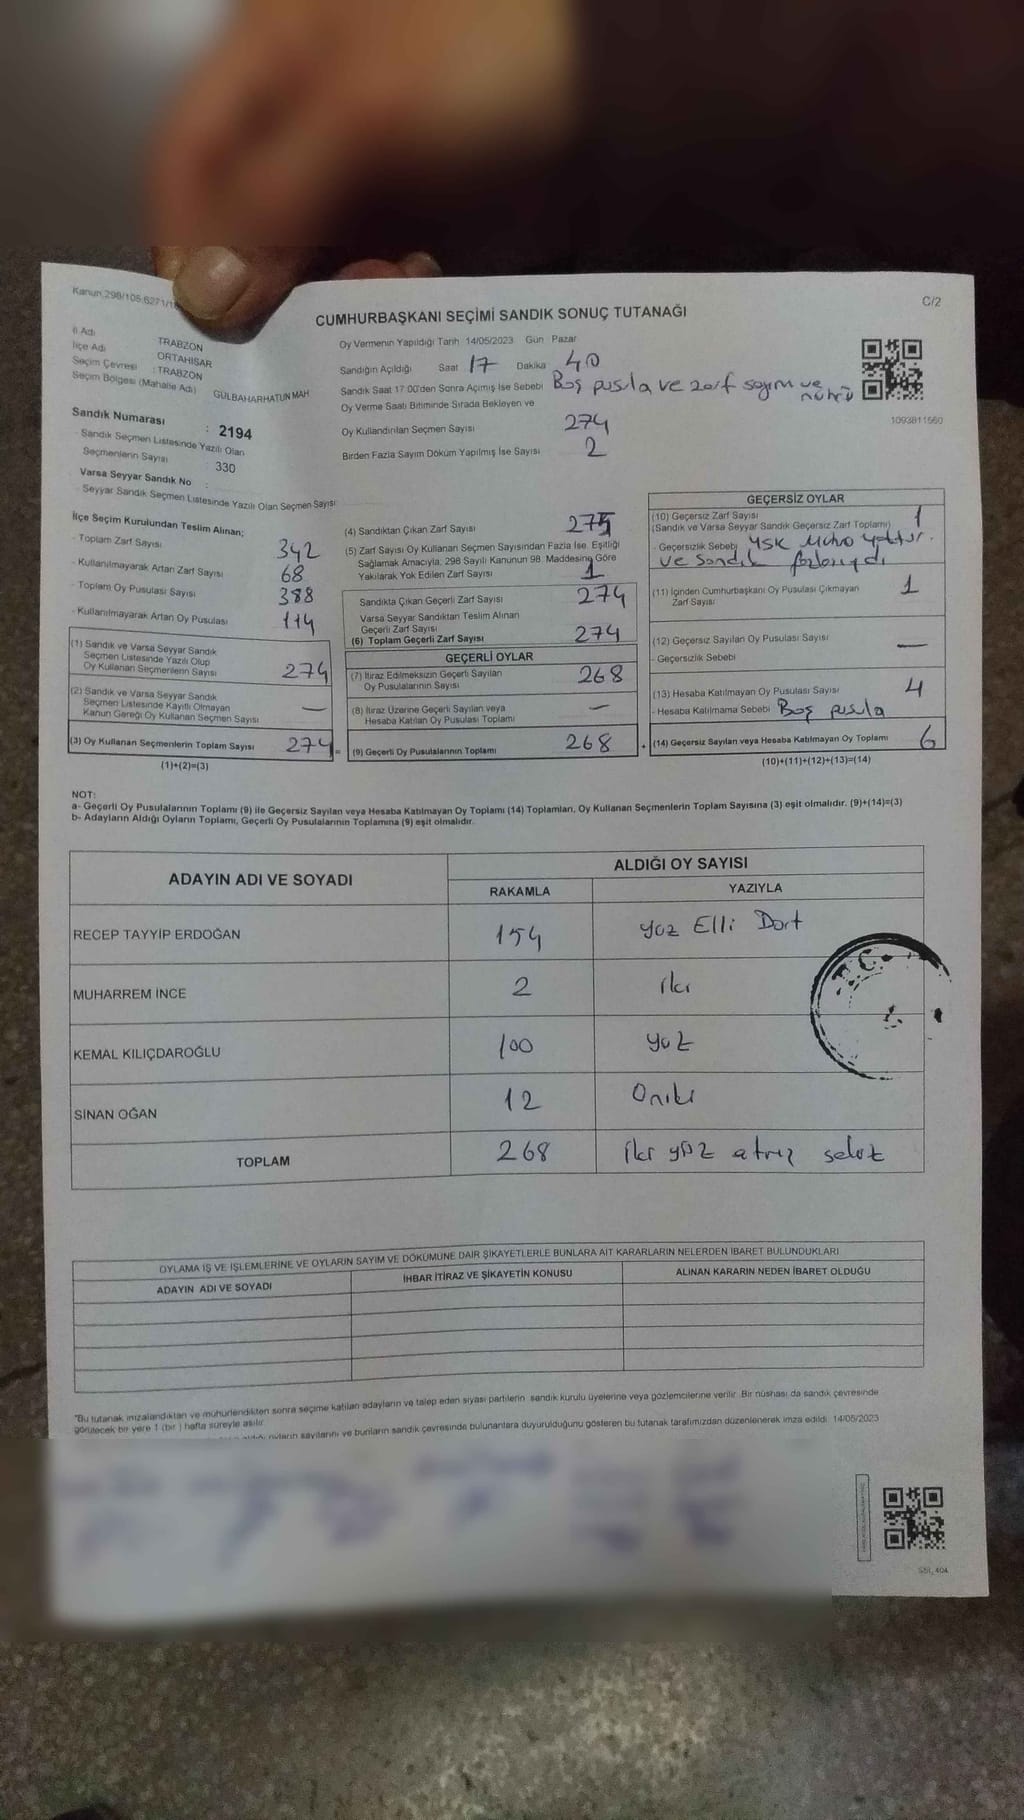 Kanun 298/105.6271/
C/2
CUMHURBAŞKANI SEÇİMİ SANDIK SONUÇ TUTANAĞI
İl Adı : TRABZON
İlçe Adı : ORTAHİSAR
Seçim Çevresi : TRABZON
Seçim Bölgesi (Mahalle Adı) : GÜLBAHARHATUN MAH
Sandık Numarası : 2194
- Sandık Seçmen Listesinde Yazılı Olan
Seçmenlerin Sayısı : 330
Varsa Seyyar Sandık No :
- Seyyar Sandık Seçmen Listesinde Yazılı Olan Seçmen Sayısı
Oy Vermenin Yapıldığı Tarih 14/05/2023 Gün Pazar
Sandığın Açıldığı Saat 17 Dakika 40
Sandık Saat 17:00'den Sonra Açılmış İse Sebebi Boş pusula ve zarf sayım ve mührü
Oy Verme Saati Bitiminde Sırada Bekleyen ve
Oy Kullandırılan Seçmen Sayısı 274
Birden Fazla Sayım Döküm Yapılmış İse Sayısı 2
1093811560
İlçe Seçim Kurulundan Teslim Alınan;
- Toplam Zarf Sayısı 342
- Kullanılmayarak Artan Zarf Sayısı 68
- Toplam Oy Pusulası Sayısı 388
- Kullanılmayarak Artan Oy Pusulası 114
(1) Sandık ve Varsa Seyyar Sandık
Seçmen Listesinde Yazılı Olup
Oy Kullanan Seçmenlerin Sayısı 274
(2) Sandık ve Varsa Seyyar Sandık
Seçmen Listesinde Kayıtlı Olmayan
Kanun Gereği Oy Kullanan Seçmen Sayısı —
(3) Oy Kullanan Seçmenlerin Toplam Sayısı 274 =
(1)+(2)=(3)
(4) Sandıktan Çıkan Zarf Sayısı 275
(5) Zarf Sayısı Oy Kullanan Seçmen Sayısından Fazla İse, Eşitliği
Sağlamak Amacıyla, 298 Sayılı Kanunun 98. Maddesine Göre
Yakılarak Yok Edilen Zarf Sayısı 1
Sandıkta Çıkan Geçerli Zarf Sayısı 274
Varsa Seyyar Sandıktan Teslim Alınan
Geçerli Zarf Sayısı
(6) Toplam Geçerli Zarf Sayısı 274
GEÇERLİ OYLAR
(7) İtiraz Edilmeksizin Geçerli Sayılan
Oy Pusulalarının Sayısı 268
(8) İtiraz Üzerine Geçerli Sayılan veya
Hesaba Katılan Oy Pusulası Toplamı —
(9) Geçerli Oy Pusulalarının Toplamı 268 +
GEÇERSİZ OYLAR
(10) Geçersiz Zarf Sayısı 1
(Sandık ve Varsa Seyyar Sandık Geçersiz Zarf Toplamı)
- Geçersizlik Sebebi YSK Mührü yoktur.
ve Sandık fazlasıydı
(11) İçinden Cumhurbaşkanı Oy Pusulası Çıkmayan
Zarf Sayısı 1
(12) Geçersiz Sayılan Oy Pusulası Sayısı —
- Geçersizlik Sebebi
(13) Hesaba Katılmayan Oy Pusulası Sayısı 4
- Hesaba Katılmama Sebebi Boş pusula
(14) Geçersiz Sayılan veya Hesaba Katılmayan Oy Toplamı 6
(10)+(11)+(12)+(13)=(14)
NOT:
a- Geçerli Oy Pusulalarının Toplamı (9) ile Geçersiz Sayılan veya Hesaba Katılmayan Oy Toplamı (14) Toplamları, Oy Kullanan Seçmenlerin Toplam Sayısına (3) eşit olmalıdır. (9)+(14)=(3)
b- Adayların Aldığı Oyların Toplamı, Geçerli Oy Pusulalarının Toplamına (9) eşit olmalıdır.
ADAYIN ADI VE SOYADI
ALDIĞI OY SAYISI
RAKAMLA YAZIYLA
RECEP TAYYİP ERDOĞAN 154 yüz Elli Dört
MUHARREM İNCE 2 iki
KEMAL KILIÇDAROĞLU 100 yüz
SİNAN OĞAN 12 Oniki
TOPLAM 268 iki yüz atmış sekiz
OYLAMA İŞ VE İŞLEMLERİNE VE OYLARIN SAYIM VE DÖKÜMÜNE DAİR ŞİKAYETLERLE BUNLARA AİT KARARLARIN NELERDEN İBARET BULUNDUKLARI
ADAYIN ADI VE SOYADI İHBAR İTİRAZ VE ŞİKAYETİN KONUSU ALINAN KARARIN NEDEN İBARET OLDUĞU
"Bu tutanak imzalandıktan ve mühürlendikten sonra seçime katılan adayların ve talep eden siyasi partilerin sandık kurulu üyelerine veya gözlemcilerine verilir. Bir nüshası da sandık çevresinde
görülecek bir yere 1 (bir ) hafta süreyle asılır.
oyların sayılarını ve bunların sandık çevresinde bulunanlara duyurulduğunu gösteren bu tutanak tarafımızdan düzenlenerek imza edildi. 14/05/2023
SSL 404